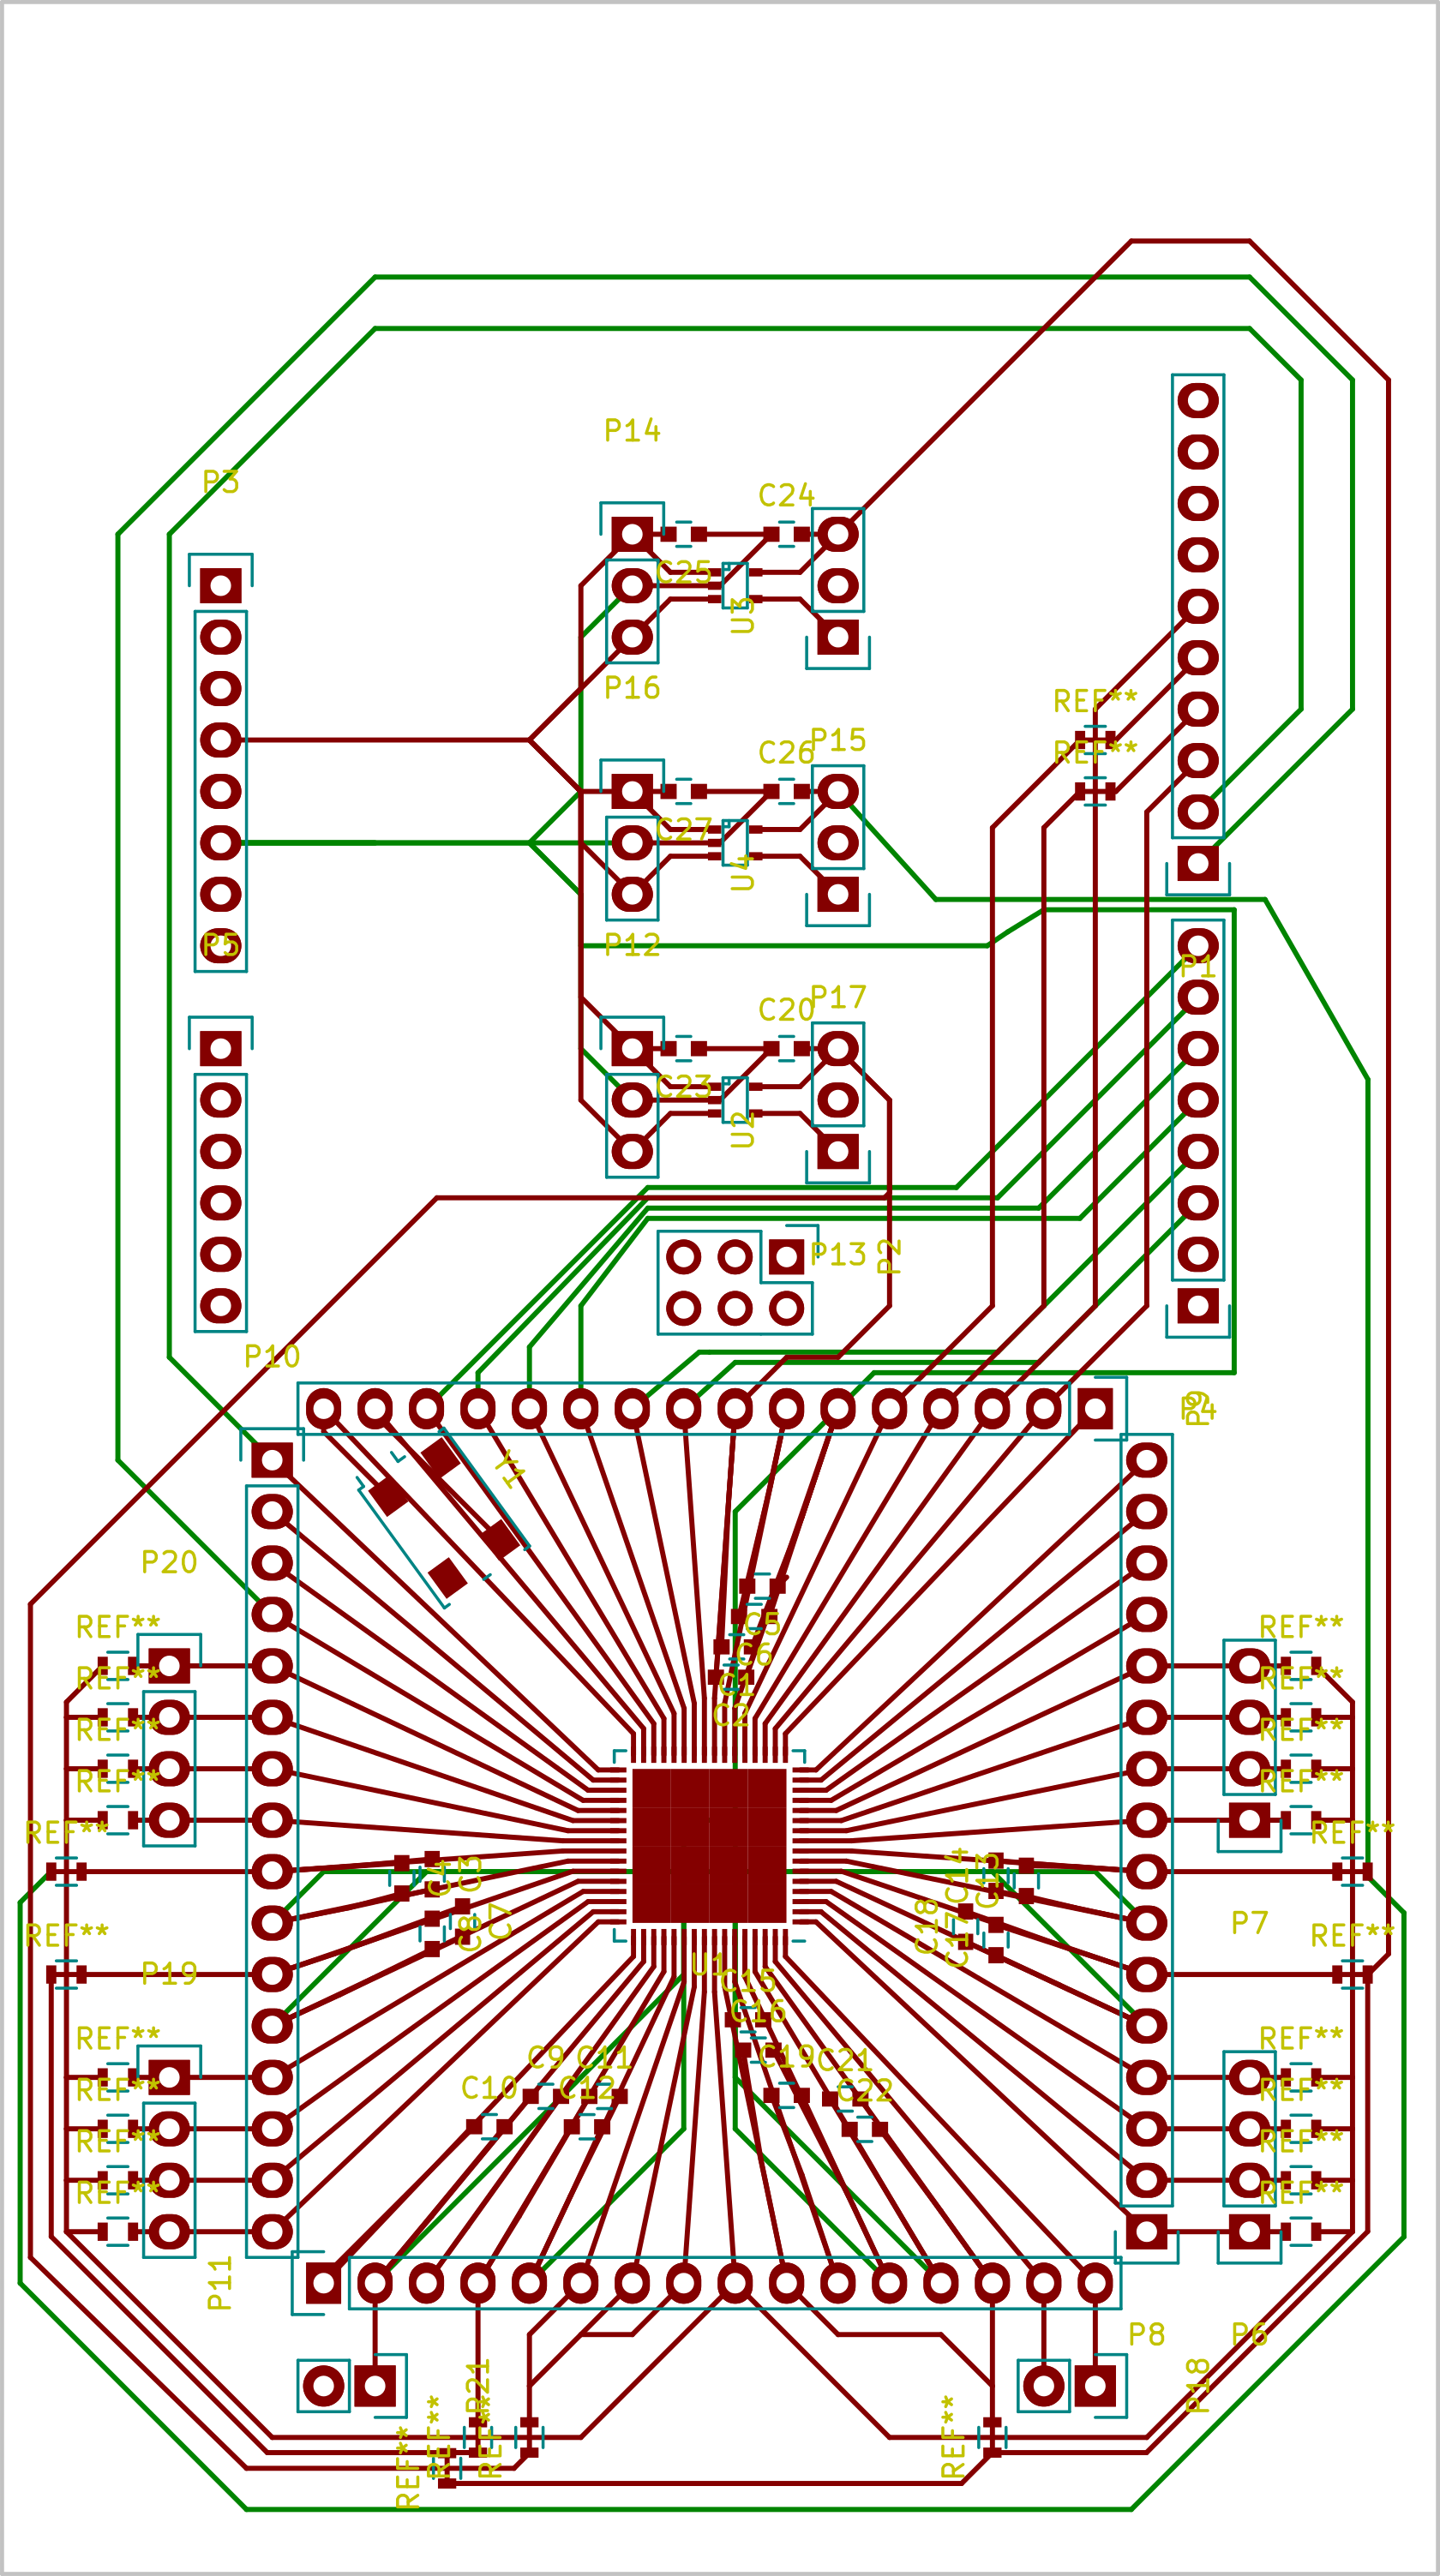 P14
P3
C24
C25
U3
P16
REF**
P15
REF**
C26
C27
U4
P5
P12
P1
P17
C20
C23
U2
P13
P2
P10
P4
P9
Y1
P20
C5
REF**
REF**
C6
REF**
REF**
C1
REF**
REF**
C2
REF**
REF**
REF**
REF**
C4
C3
C14
C13
C8
C7
C18
C17
P7
REF**
REF**
U1
P19
C15
C16
REF**
REF**
C9
C11
C19
C21
C10
C12
C22
REF**
REF**
REF**
REF**
REF**
REF**
P11
P8
P6
P21
P18
REF**
REF**
REF**
REF**